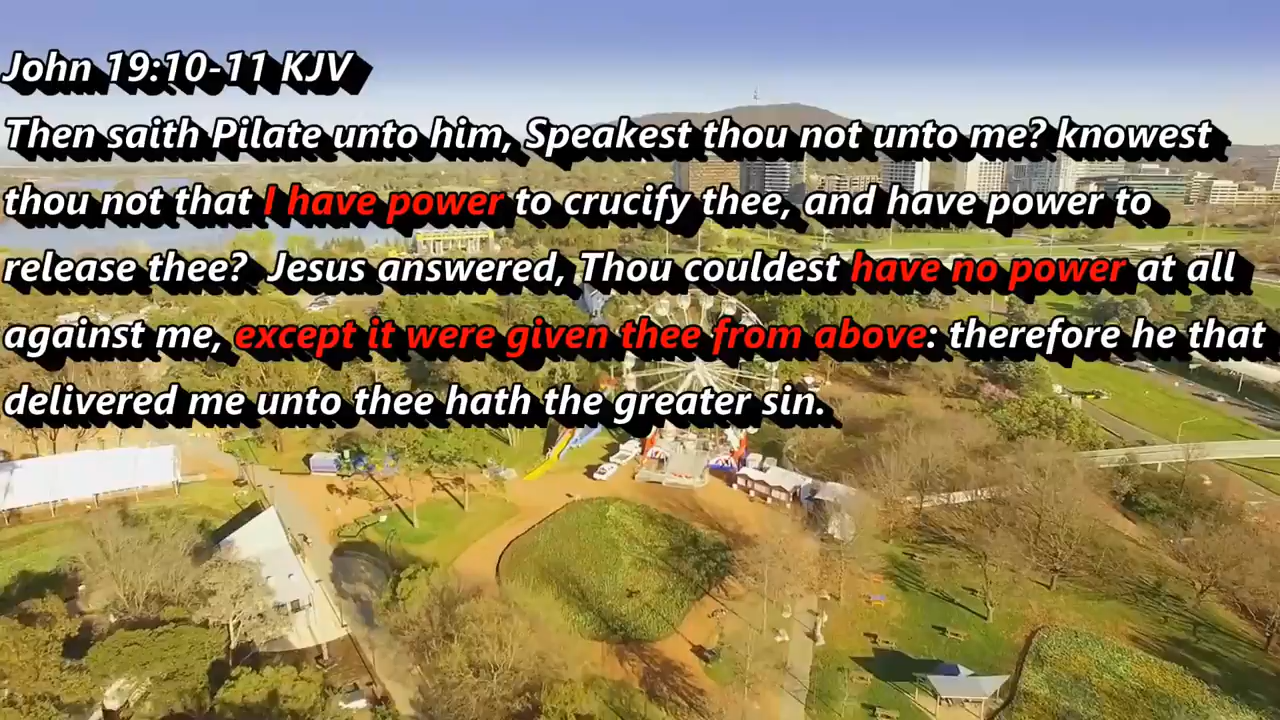 John 19:10-11 KJV
Then saith Pilate unto him, Speakest thou not unto me? knowest
thou not that I have power to crucify thee, and have power to
release thee?  Jesus answered, Thou couldest have no power at all
against me, except it were given thee from above: therefore he that
delivered me unto thee hath the greater sin.